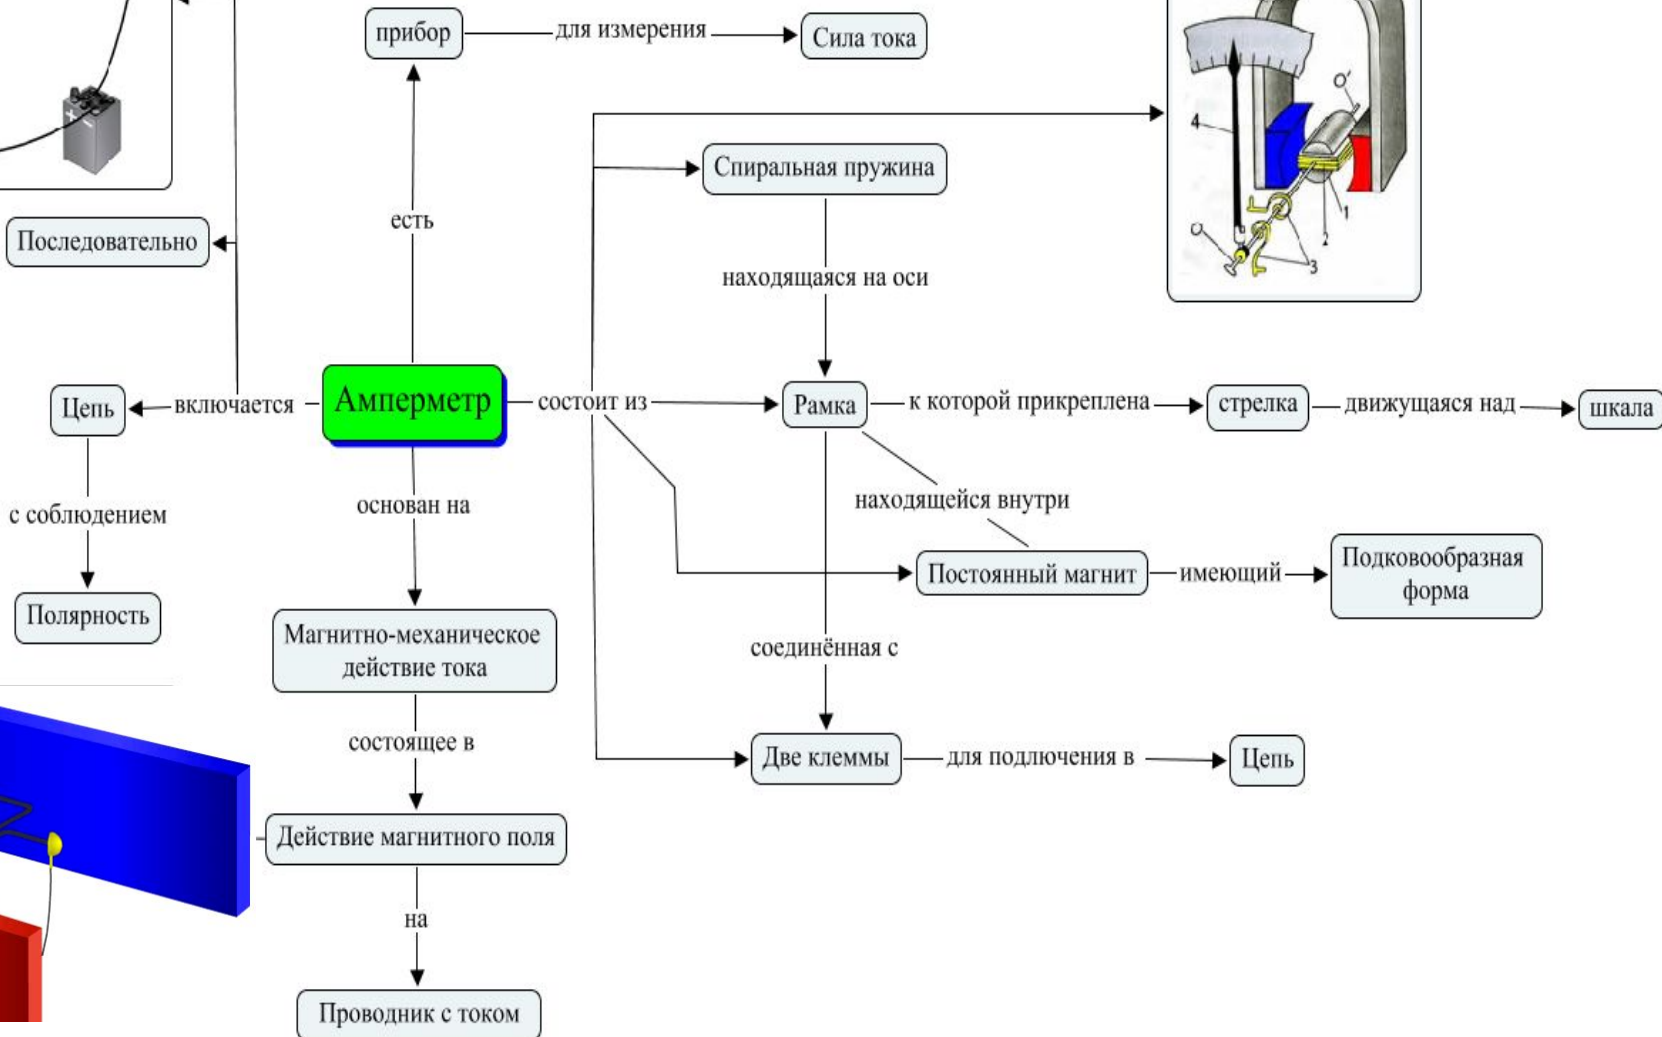 прибор
для измерения
Сила тока
O'
4
1
2
3
Спиральная пружина
есть
Последовательно
находящаяся на оси
Цепь
включается
Амперметр
состоит из
Рамка
к которой прикреплена
стрелка
движущаяся над
шкала
с соблюдением
основан на
находящейся внутри
Постоянный магнит
имеющий
Подковообразная
форма
Полярность
Магнитно-механическое
действие тока
соединённая с
состоящее в
Две клеммы
для подлючения в
Цепь
Действие магнитного поля
на
Проводник с током